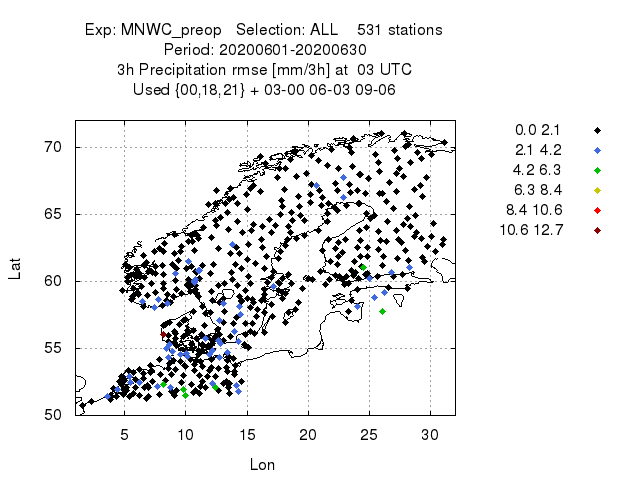 Exp: MNWC_preop   Selection: ALL    531 stations
Period: 20200601-20200630
3h Precipitation rmse [mm/3h] at  03 UTC
Used {00,18,21} + 03-00 06-03 09-06
0.0 2.1
2.1 4.2
4.2 6.3
6.3 8.4
8.4 10.6
10.6 12.7
70
65
60
55
50
Lat
5 10 15 20 25 30
Lon